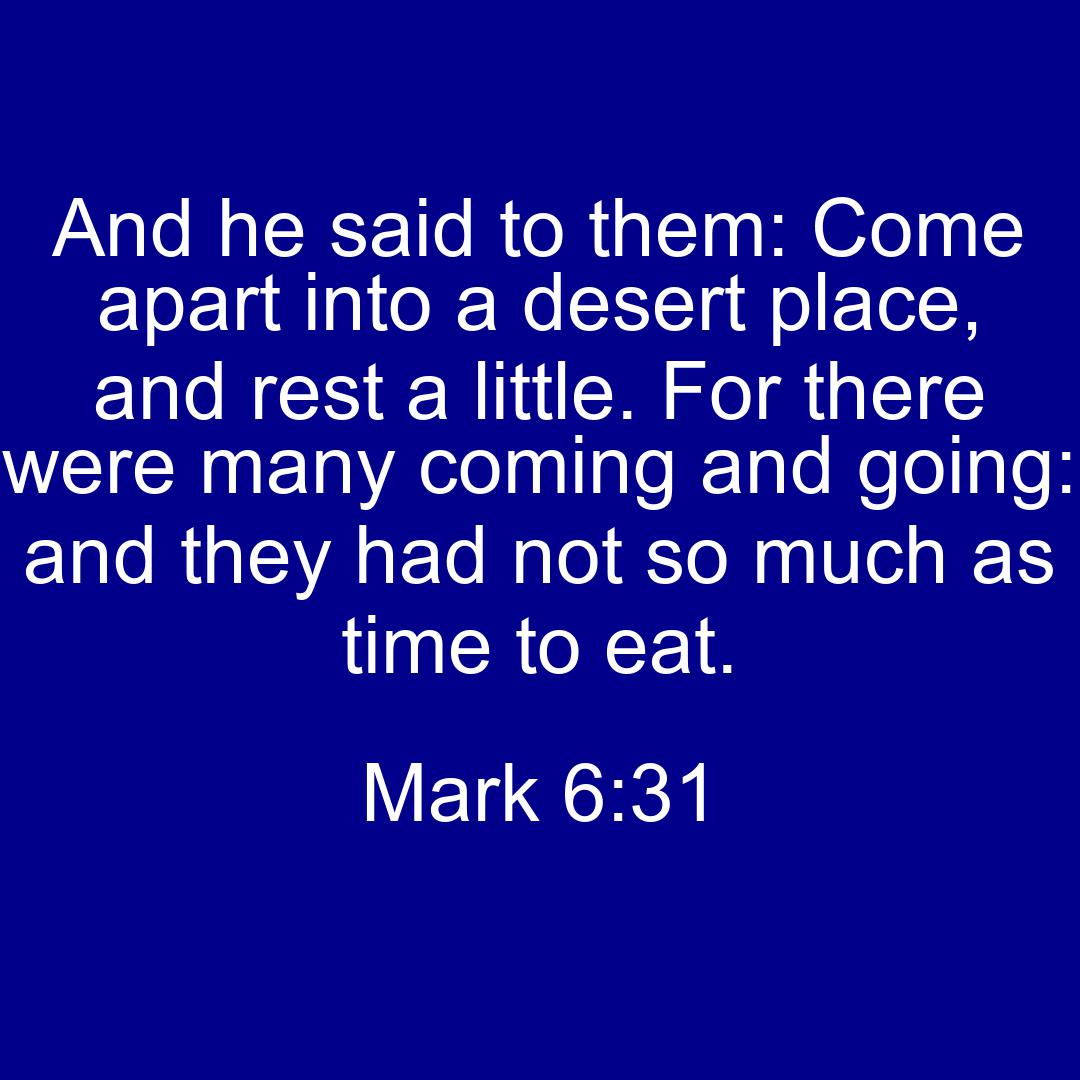 And he said to them: Come
apart into a desert place,
and rest a little. For there
were many coming and going:
and they had not so much as
time to eat.
Mark 6:31